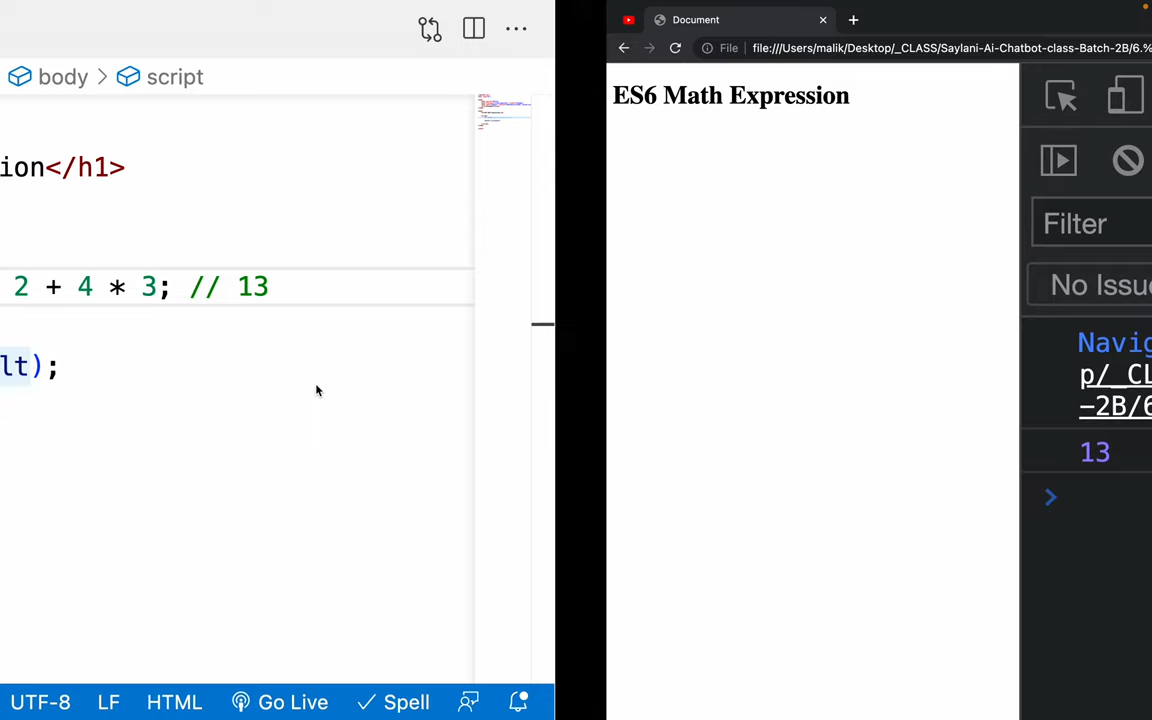 body > script
ion</h1>
2 + 4 * 3; // 13
lt);
UTF-8 LF HTML Go Live Spell
Document
File file:///Users/malik/Desktop/_CLASS/Saylani-Ai-Chatbot-class-Batch-2B/6.%
ES6 Math Expression
Filter
No Issu
Navig
p/_CL
-2B/6
13